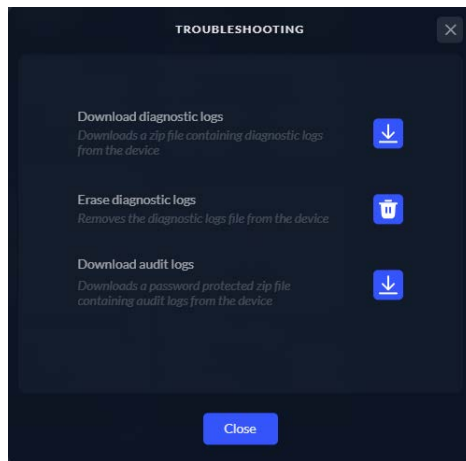 TROUBLESHOOTING
Download diagnostic logs
Downloads a zip file containing diagnostic logs
from the device
Erase diagnostic logs
Removes the diagnostic logs file from the device
Download audit logs
Downloads a password protected zip file
containing audit logs from the device
Close